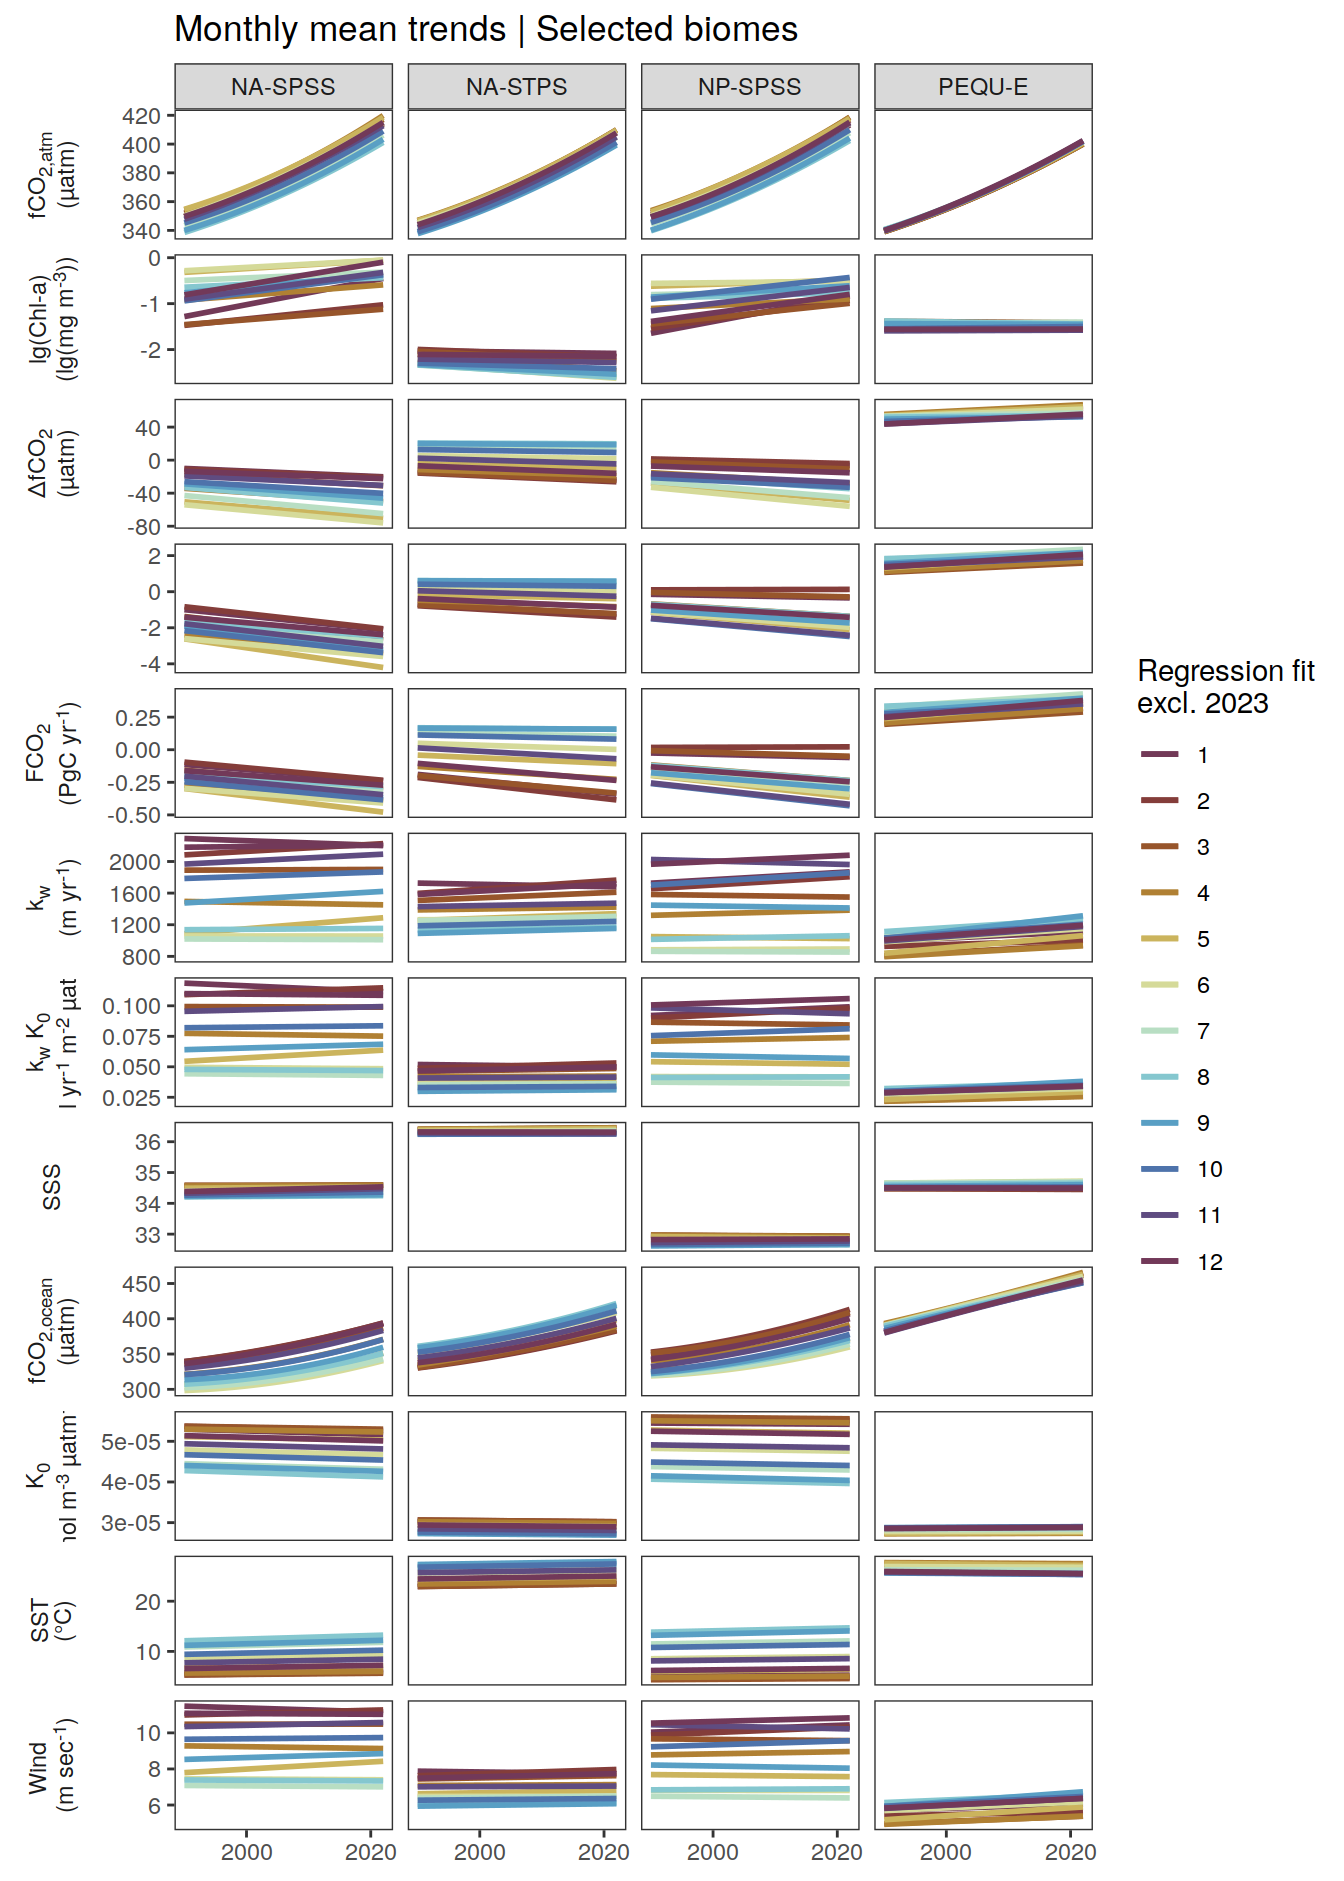 Monthly mean trends | Selected biomes
NA-SPSS NA-STPS NP-SPSS PEQU-E
fCO2,atm
(µatm)
420
400
380
360
340
lg(Chl-a)
(lg(mg m-3))
0
-1
-2
ΔfCO2
(µatm)
40
0
-40
-80
2
0
-2
-4
FCO2
(PgC yr-1)
0.25
0.00
-0.25
-0.50
kw
(m yr-1)
2000
1600
1200
800
kw K0
l yr-1 m-2 µat
0.100
0.075
0.050
0.025
SSS
36
35
34
33
fCO2,ocean
(µatm)
450
400
350
300
K0
nol m-3 µatm-
5e-05
4e-05
3e-05
SST
(°C)
20
10
Wind
(m sec-1)
10
8
6
2000 2020 2000 2020 2000 2020 2000 2020
Regression fit
excl. 2023
1
2
3
4
5
6
7
8
9
10
11
12